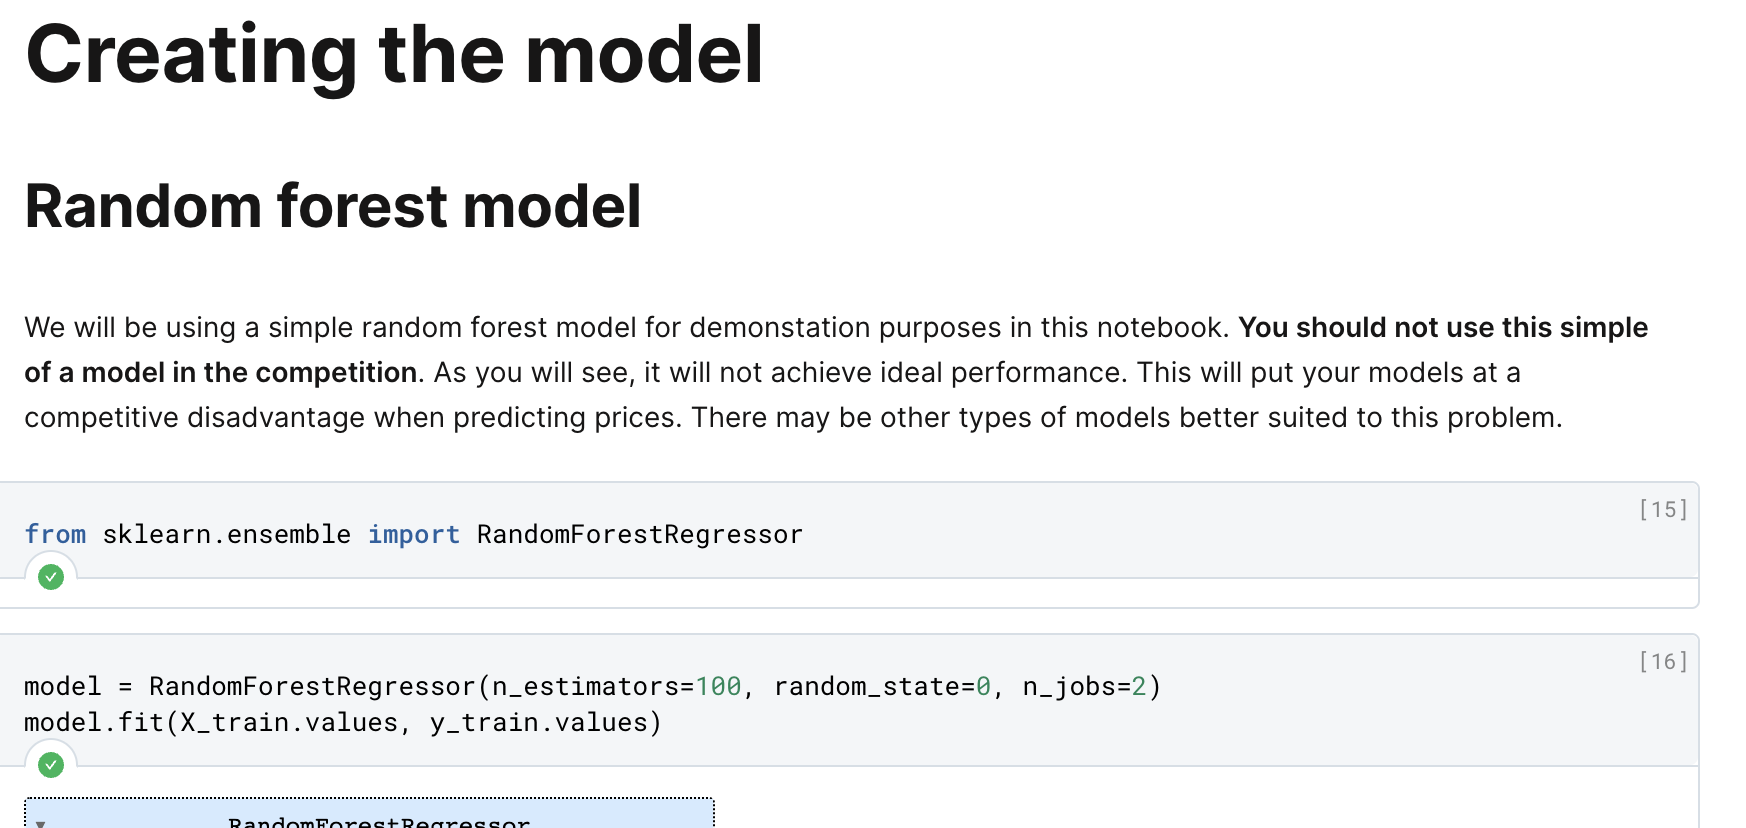 Creating the model
Random forest model
We will be using a simple random forest model for demonstation purposes in this notebook. You should not use this simple
of a model in the competition. As you will see, it will not achieve ideal performance. This will put your models at a
competitive disadvantage when predicting prices. There may be other types of models better suited to this problem.
[15]
from sklearn.ensemble import RandomForestRegressor
[16]
model = RandomForestRegressor(n_estimators=100, random_state=0, n_jobs=2)
model.fit(X_train.values, y_train.values)
RandomForestRegressor